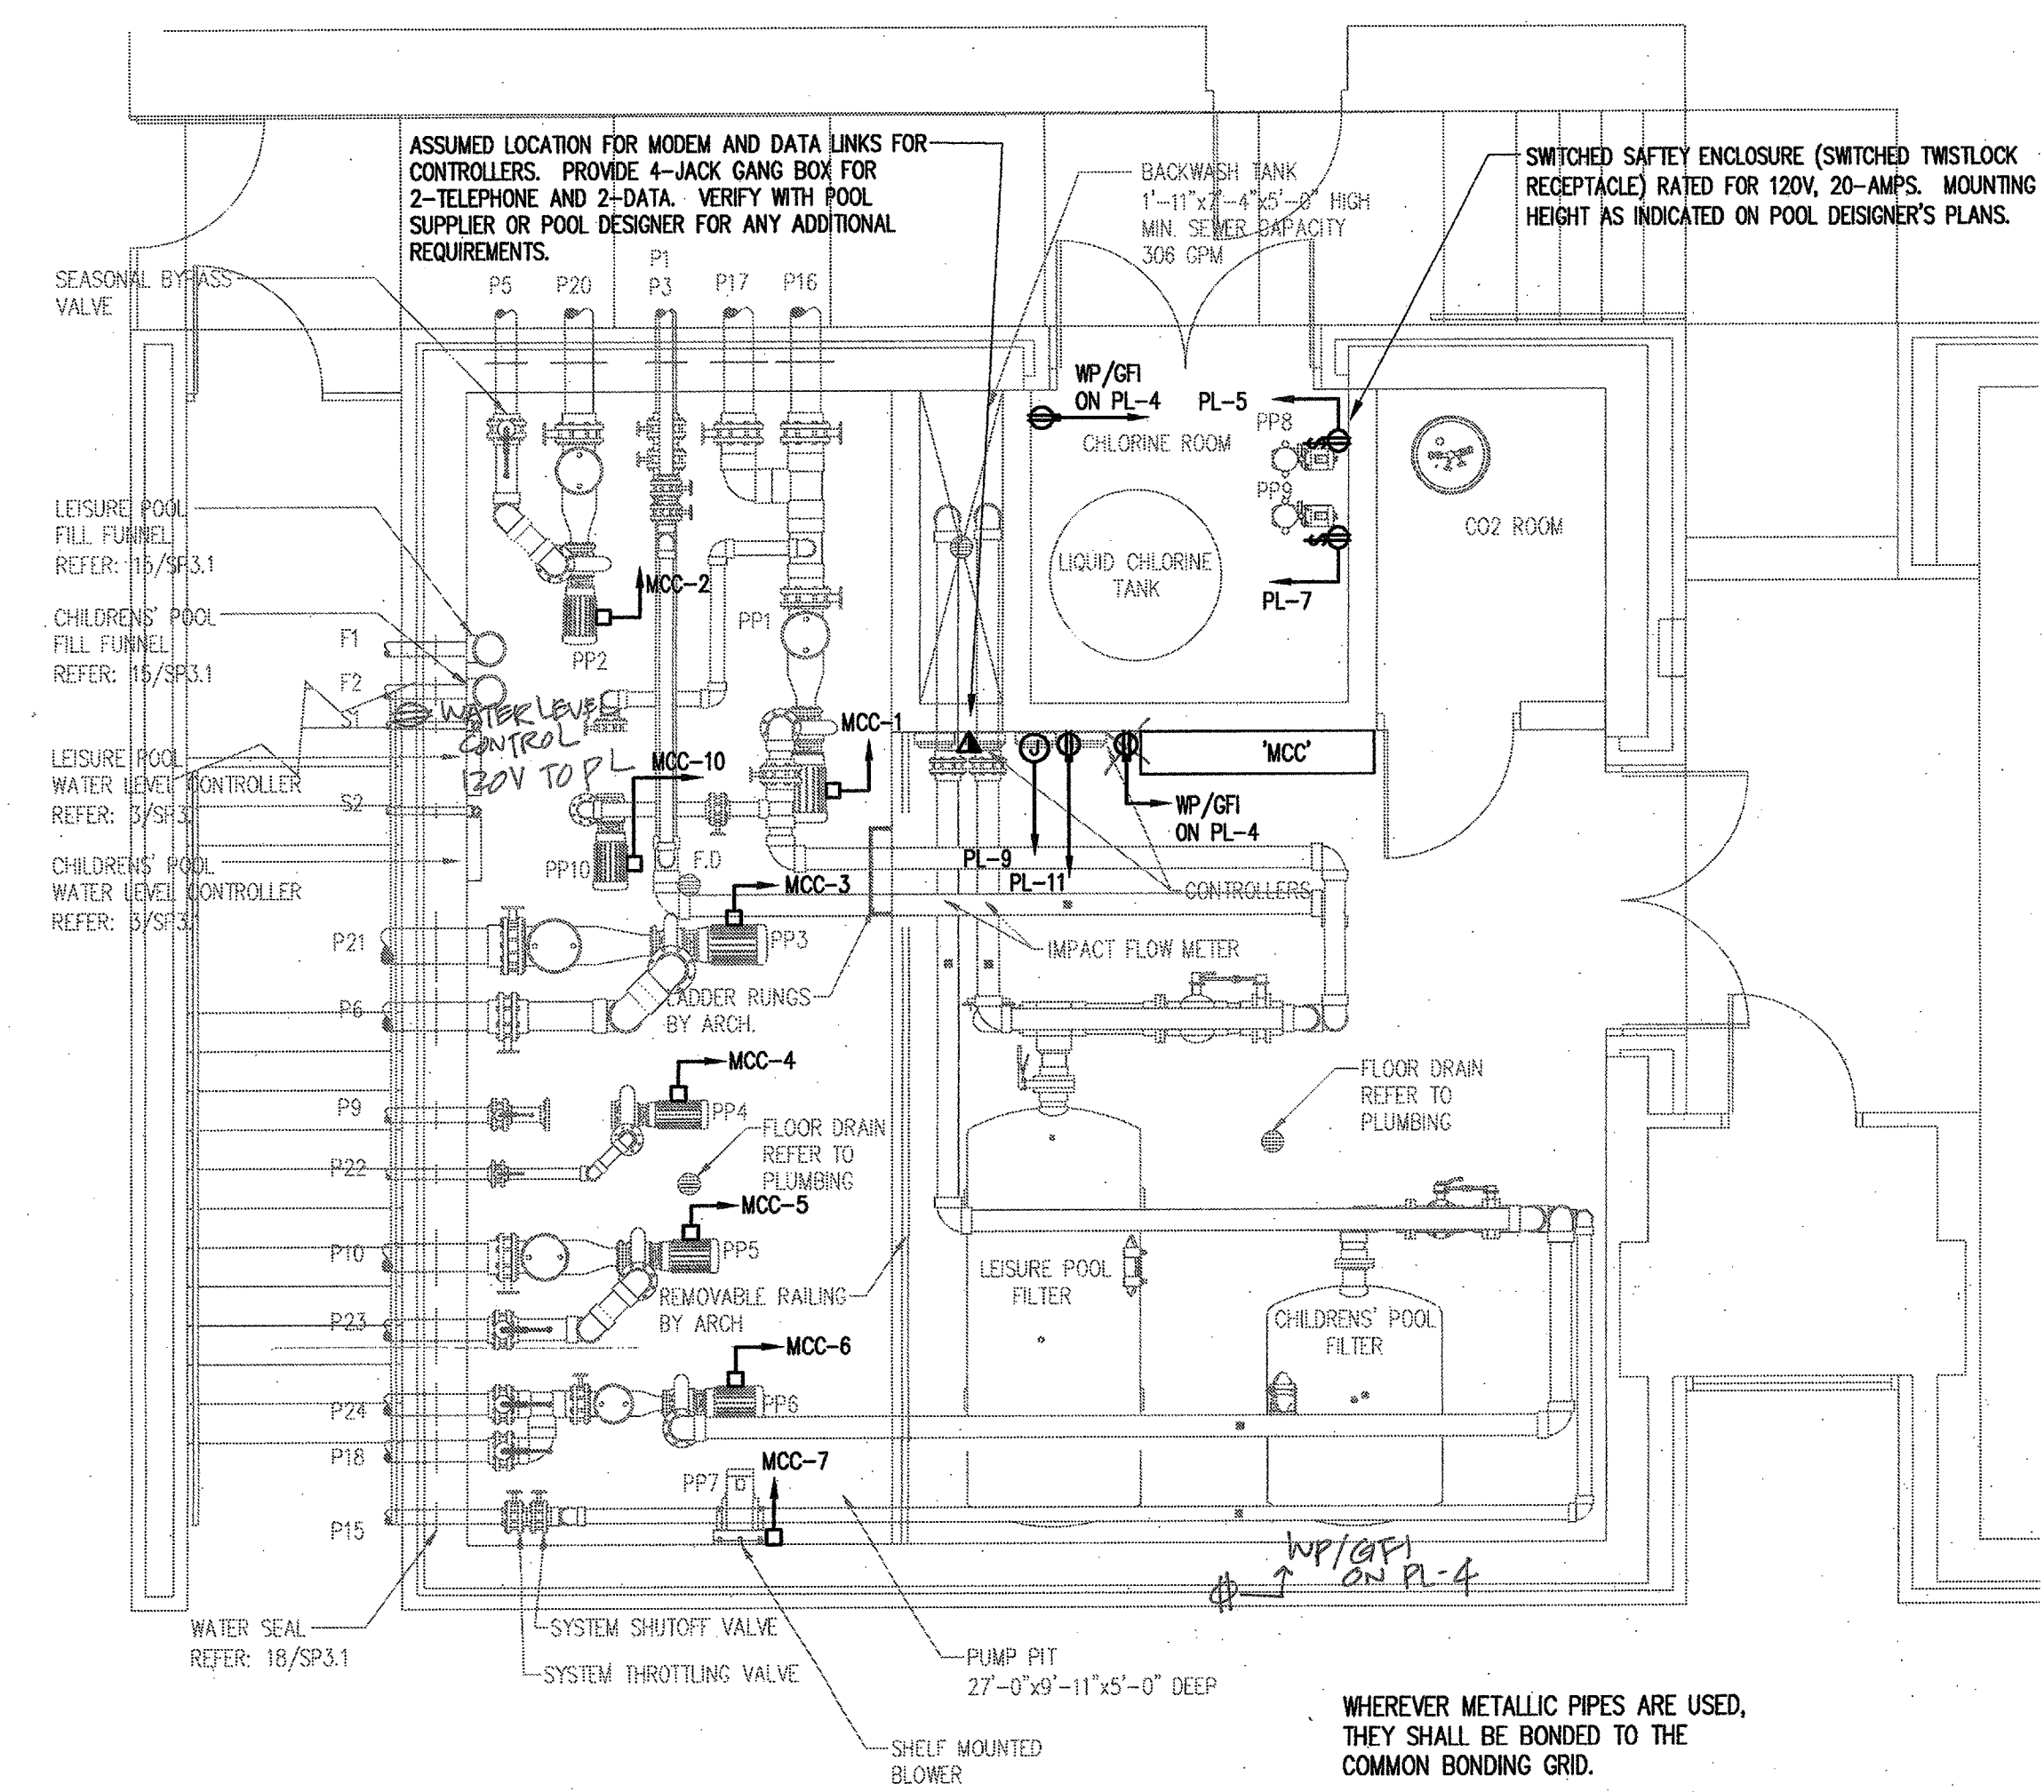 ASSUMED LOCATION FOR MODEM AND DATA LINKS FOR
CONTROLLERS. PROVIDE 4-JACK GANG BOX FOR
2-TELEPHONE AND 2-DATA. VERIFY WITH POOL
SUPPLIER OR POOL DESIGNER FOR ANY ADDITIONAL
REQUIREMENTS.
BACKWASH TANK
1'-11"x7'-4"x5'-0" HIGH
MIN. SEWER CAPACITY
306 GPM
SWITCHED SAFTEY ENCLOSURE (SWITCHED TWISTLOCK
RECEPTACLE) RATED FOR 120V, 20-AMPS. MOUNTING
HEIGHT AS INDICATED ON POOL DEISIGNER'S PLANS.
SEASONAL BYPASS
VALVE
P5
P20
P1
P3
P17
P16
WP/GFI
ON PL-4
CHLORINE ROOM
PL-5
PP8
PP9
PL-7
LIQUID CHLORINE
TANK
CO2 ROOM
LEISURE POOL
FILL FUNNEL
REFER: 15/SP3.1
CHILDRENS' POOL
FILL FUNNEL
REFER: 15/SP3.1
F1
F2
S1
S2
WATER LEVEL
CONTROL
120V TO PL
LEISURE POOL
WATER LEVEL CONTROLLER
REFER: 3/SP3.
CHILDRENS' POOL
WATER LEVEL CONTROLLER
REFER: 3/SP3.
MCC-2
PP2
PP1
MCC-1
MCC-10
PP10
F.D
MCC-3
PP3
J
'MCC'
WP/GFI
ON PL-4
PL-9
PL-11
CONTROLLERS
IMPACT FLOW METER
P21
P6
LADDER RUNGS
BY ARCH.
MCC-4
PP4
P9
P22
FLOOR DRAIN
REFER TO
PLUMBING
FLOOR DRAIN
REFER TO
PLUMBING
MCC-5
PP5
P10
P23
REMOVABLE RAILING
BY ARCH
LEISURE POOL
FILTER
CHILDRENS' POOL
FILTER
MCC-6
PP6
P24
P18
MCC-7
PP7
D
P15
WP/GFI
ON PL-4
WATER SEAL
REFER: 18/SP3.1
SYSTEM SHUTOFF VALVE
SYSTEM THROTTLING VALVE
PUMP PIT
27'-0"x9'-11"x5'-0" DEEP
SHELF MOUNTED
BLOWER
WHEREVER METALLIC PIPES ARE USED,
THEY SHALL BE BONDED TO THE
COMMON BONDING GRID.